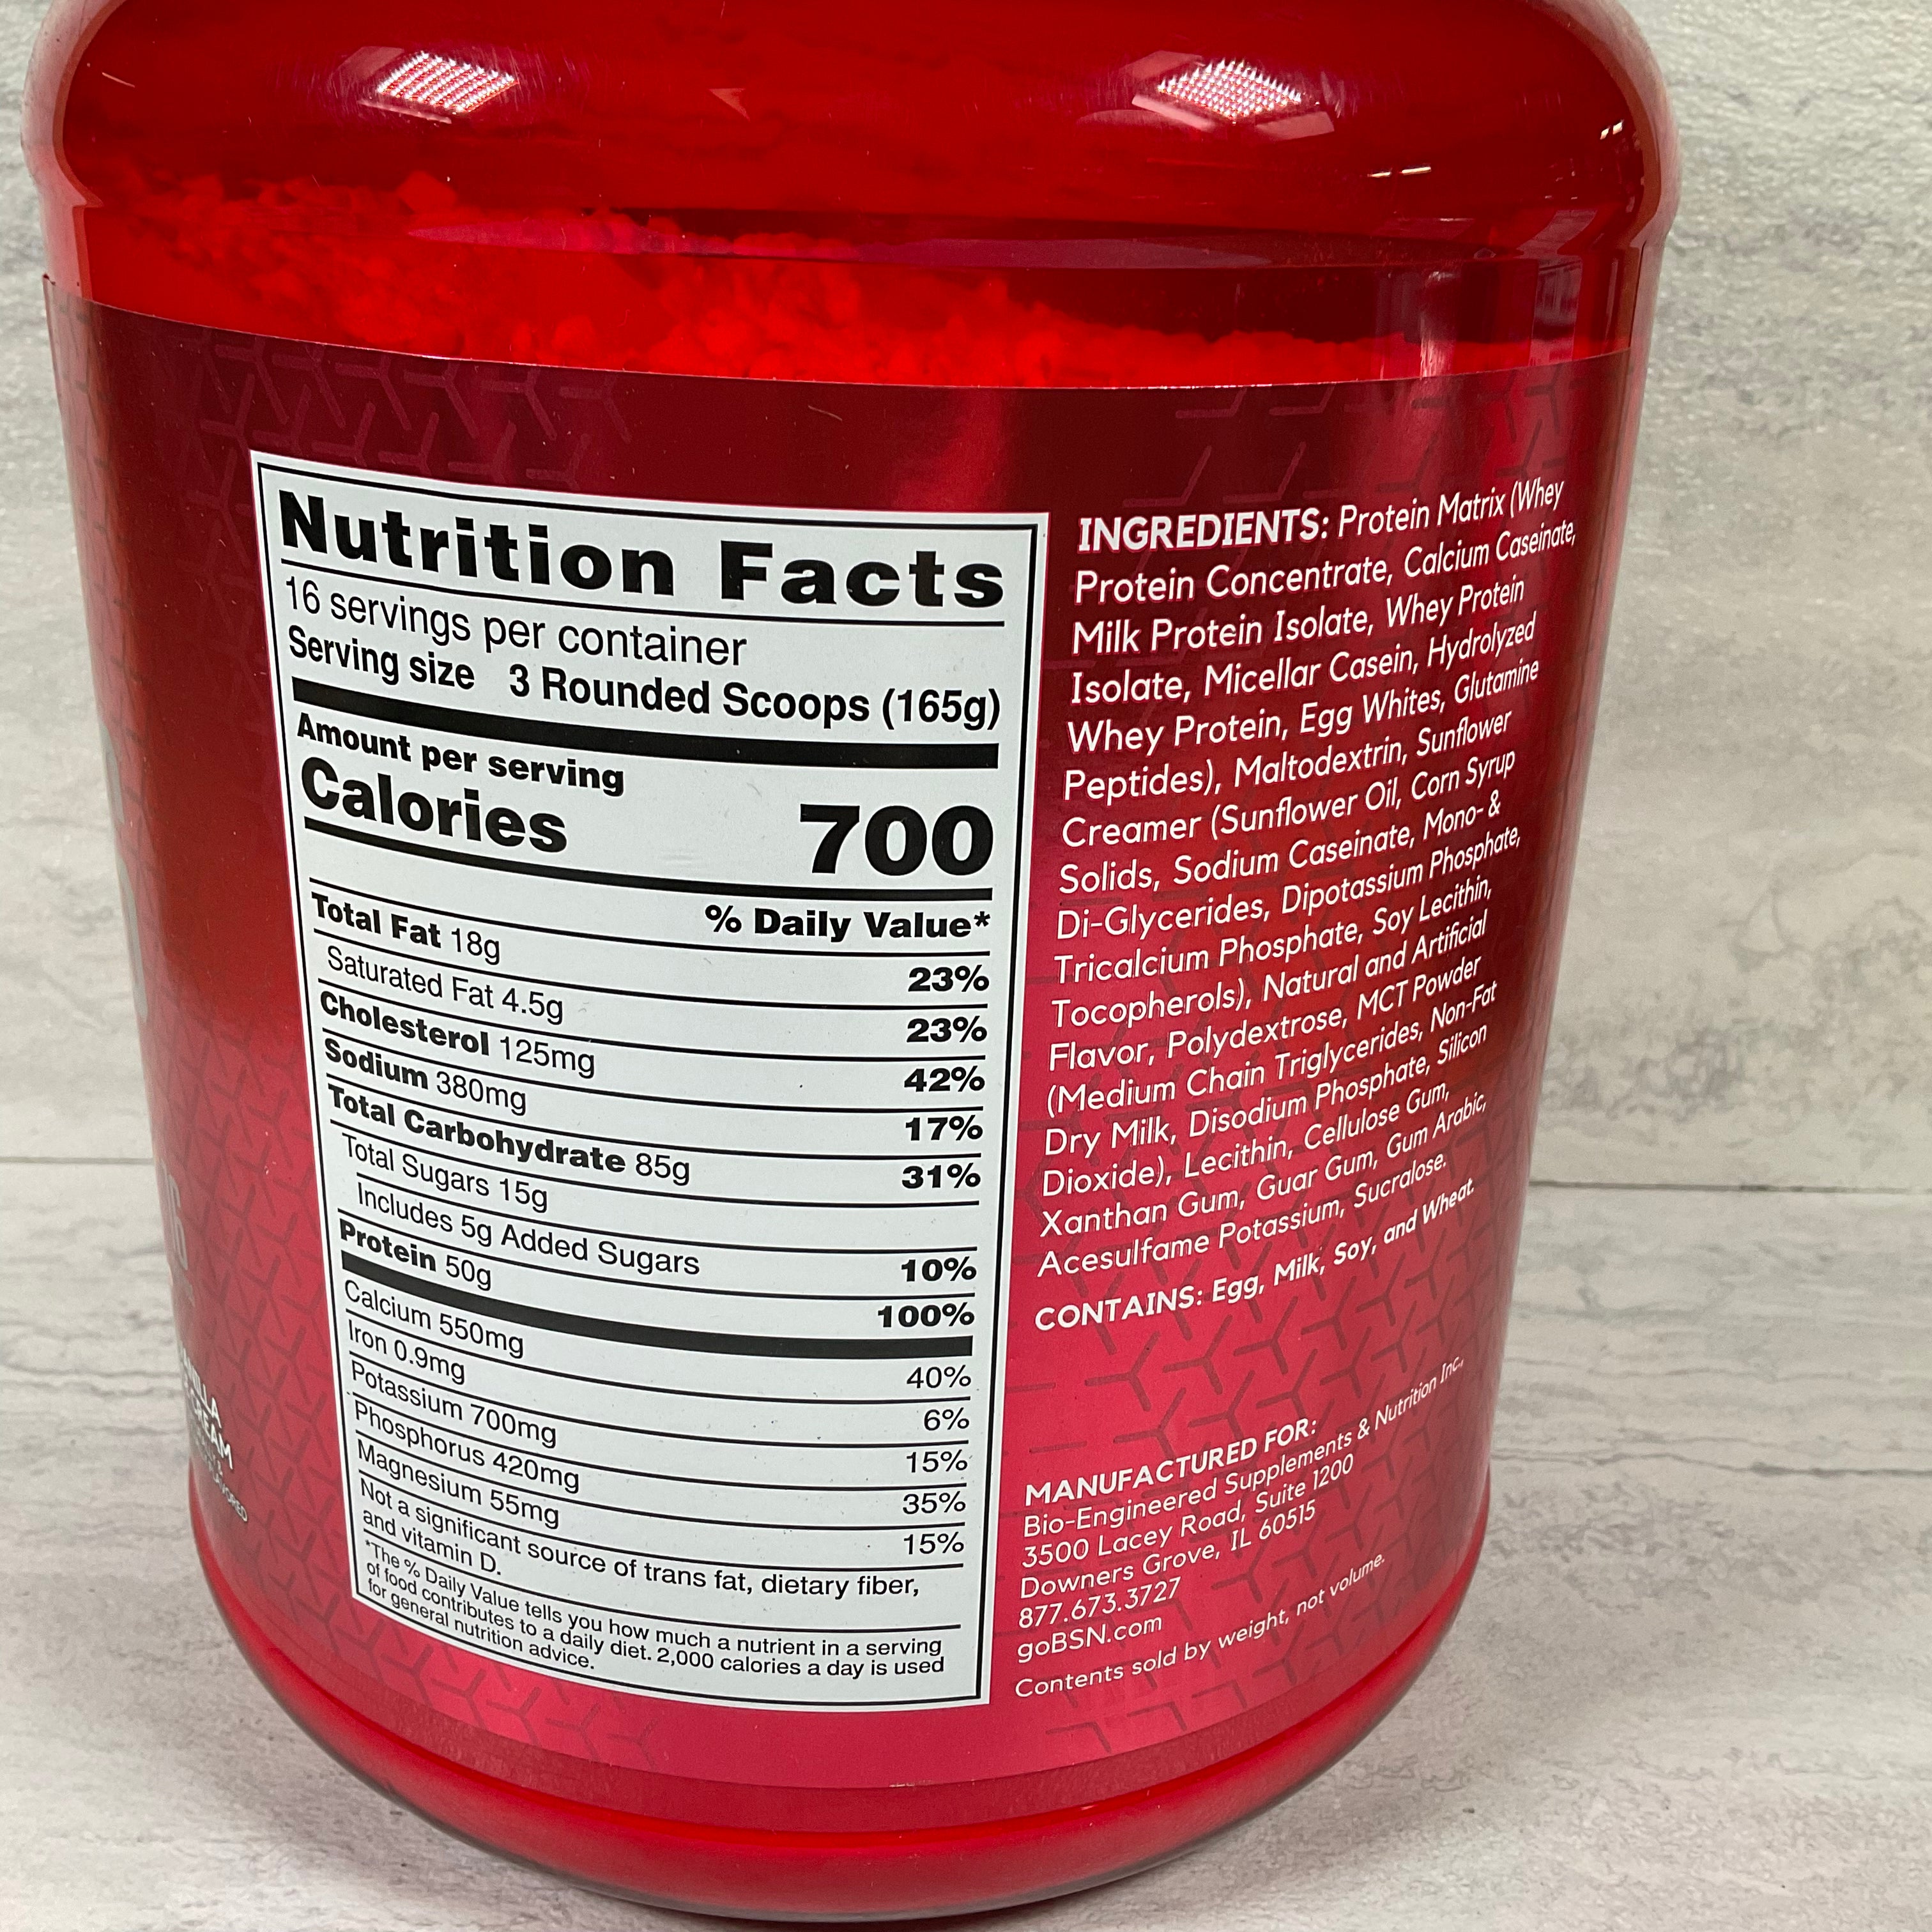 Nutrition Facts
16 servings per container
Serving size 3 Rounded Scoops (165g)
Amount per serving
Calories 700
% Daily Value*
Total Fat 18g 23%
Saturated Fat 4.5g 23%
Cholesterol 125mg 42%
Sodium 380mg 17%
Total Carbohydrate 85g 31%
Total Sugars 15g
Includes 5g Added Sugars 10%
Protein 50g 100%
Calcium 550mg 40%
Iron 0.9mg 6%
Potassium 700mg 15%
Phosphorus 420mg 35%
Magnesium 55mg 15%
Not a significant source of trans fat, dietary fiber,
and vitamin D.
*The % Daily Value tells you how much a nutrient in a serving
of food contributes to a daily diet. 2,000 calories a day is used
for general nutrition advice.
INGREDIENTS: Protein Matrix (Whey
Protein Concentrate, Calcium Caseinate,
Milk Protein Isolate, Whey Protein
Isolate, Micellar Casein, Hydrolyzed
Whey Protein, Egg Whites, Glutamine
Peptides), Maltodextrin, Sunflower
Creamer (Sunflower Oil, Corn Syrup
Solids, Sodium Caseinate, Mono- &
Di-Glycerides, Dipotassium Phosphate,
Tricalcium Phosphate, Soy Lecithin,
Tocopherols), Natural and Artificial
Flavor, Polydextrose, MCT Powder
(Medium Chain Triglycerides, Non-Fat
Dry Milk, Disodium Phosphate, Silicon
Dioxide), Lecithin, Cellulose Gum,
Xanthan Gum, Guar Gum, Gum Arabic,
Acesulfame Potassium, Sucralose.
CONTAINS: Egg, Milk, Soy, and Wheat.
MANUFACTURED FOR:
Bio-Engineered Supplements & Nutrition Inc.,
3500 Lacey Road, Suite 1200
Downers Grove, IL 60515
877.673.3727
goBSN.com
Contents sold by weight, not volume.